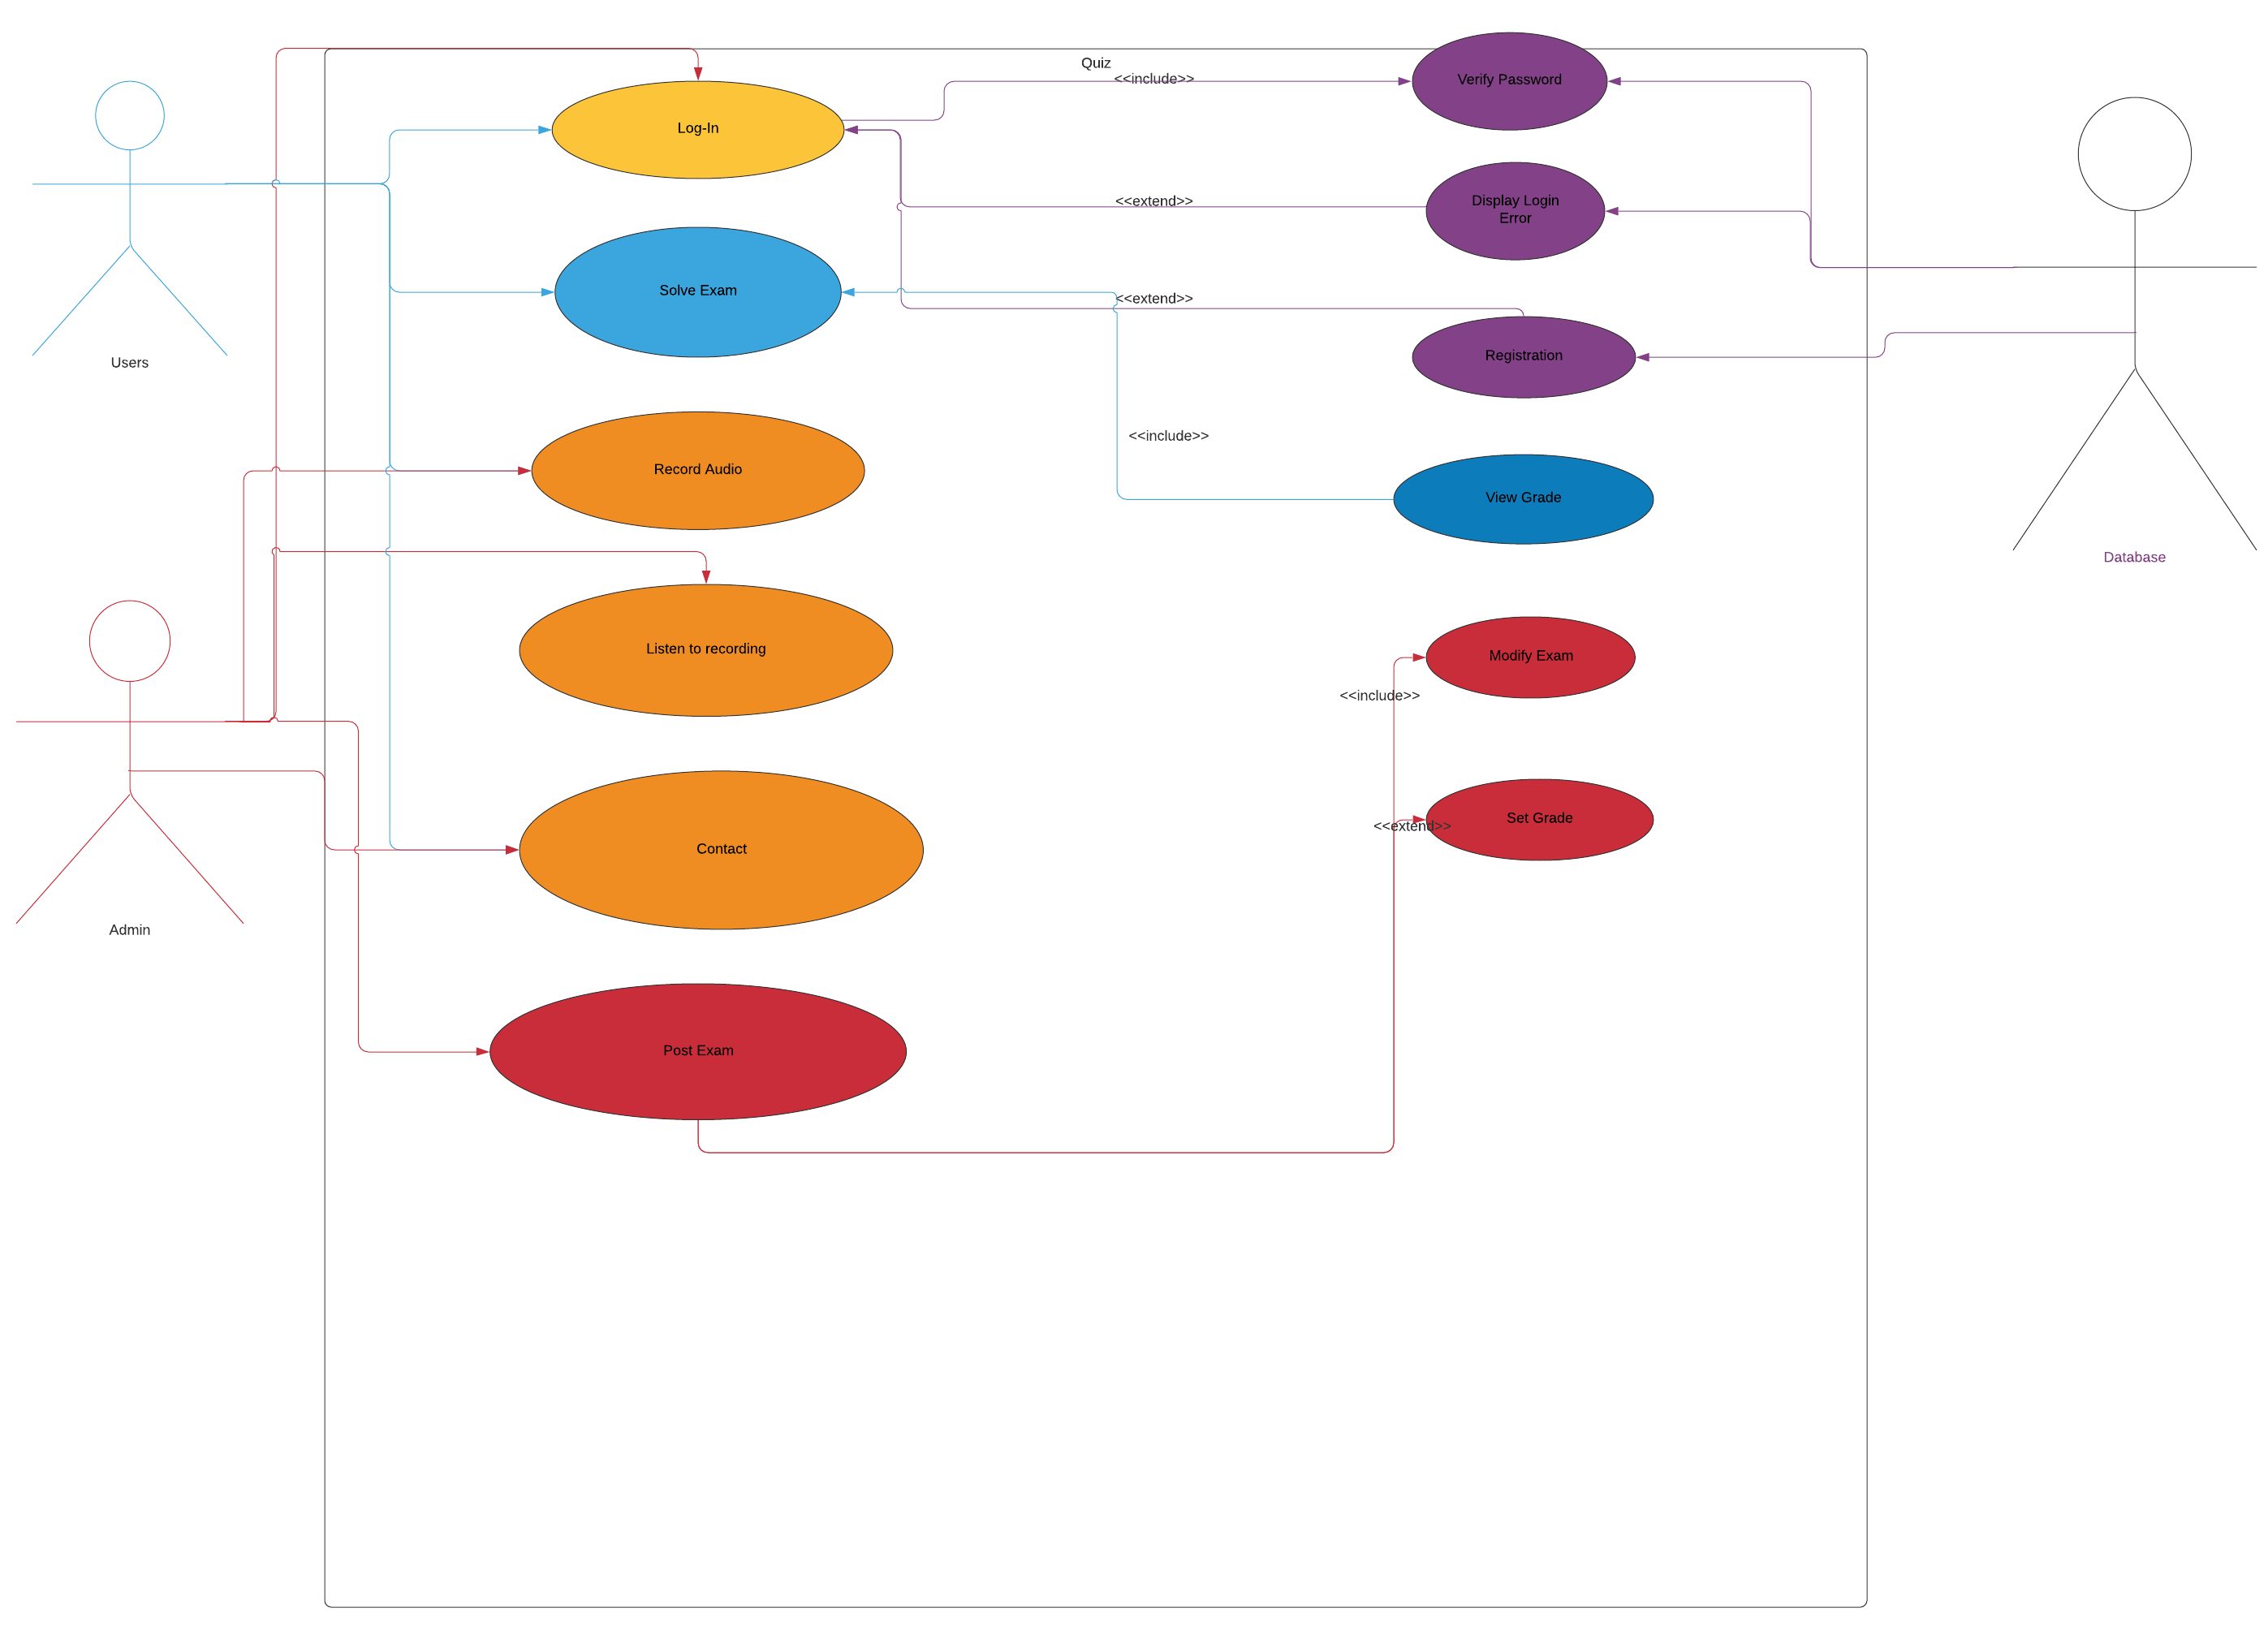 Quiz
<<include>>
Verify Password
Log-In
<<extend>>
Display Login
Error
Solve Exam
<<extend>>
Users
Registration
<<include>>
Record Audio
View Grade
Database
Listen to recording
Modify Exam
<<include>>
Set Grade
<<extend>>
Contact
Admin
Post Exam